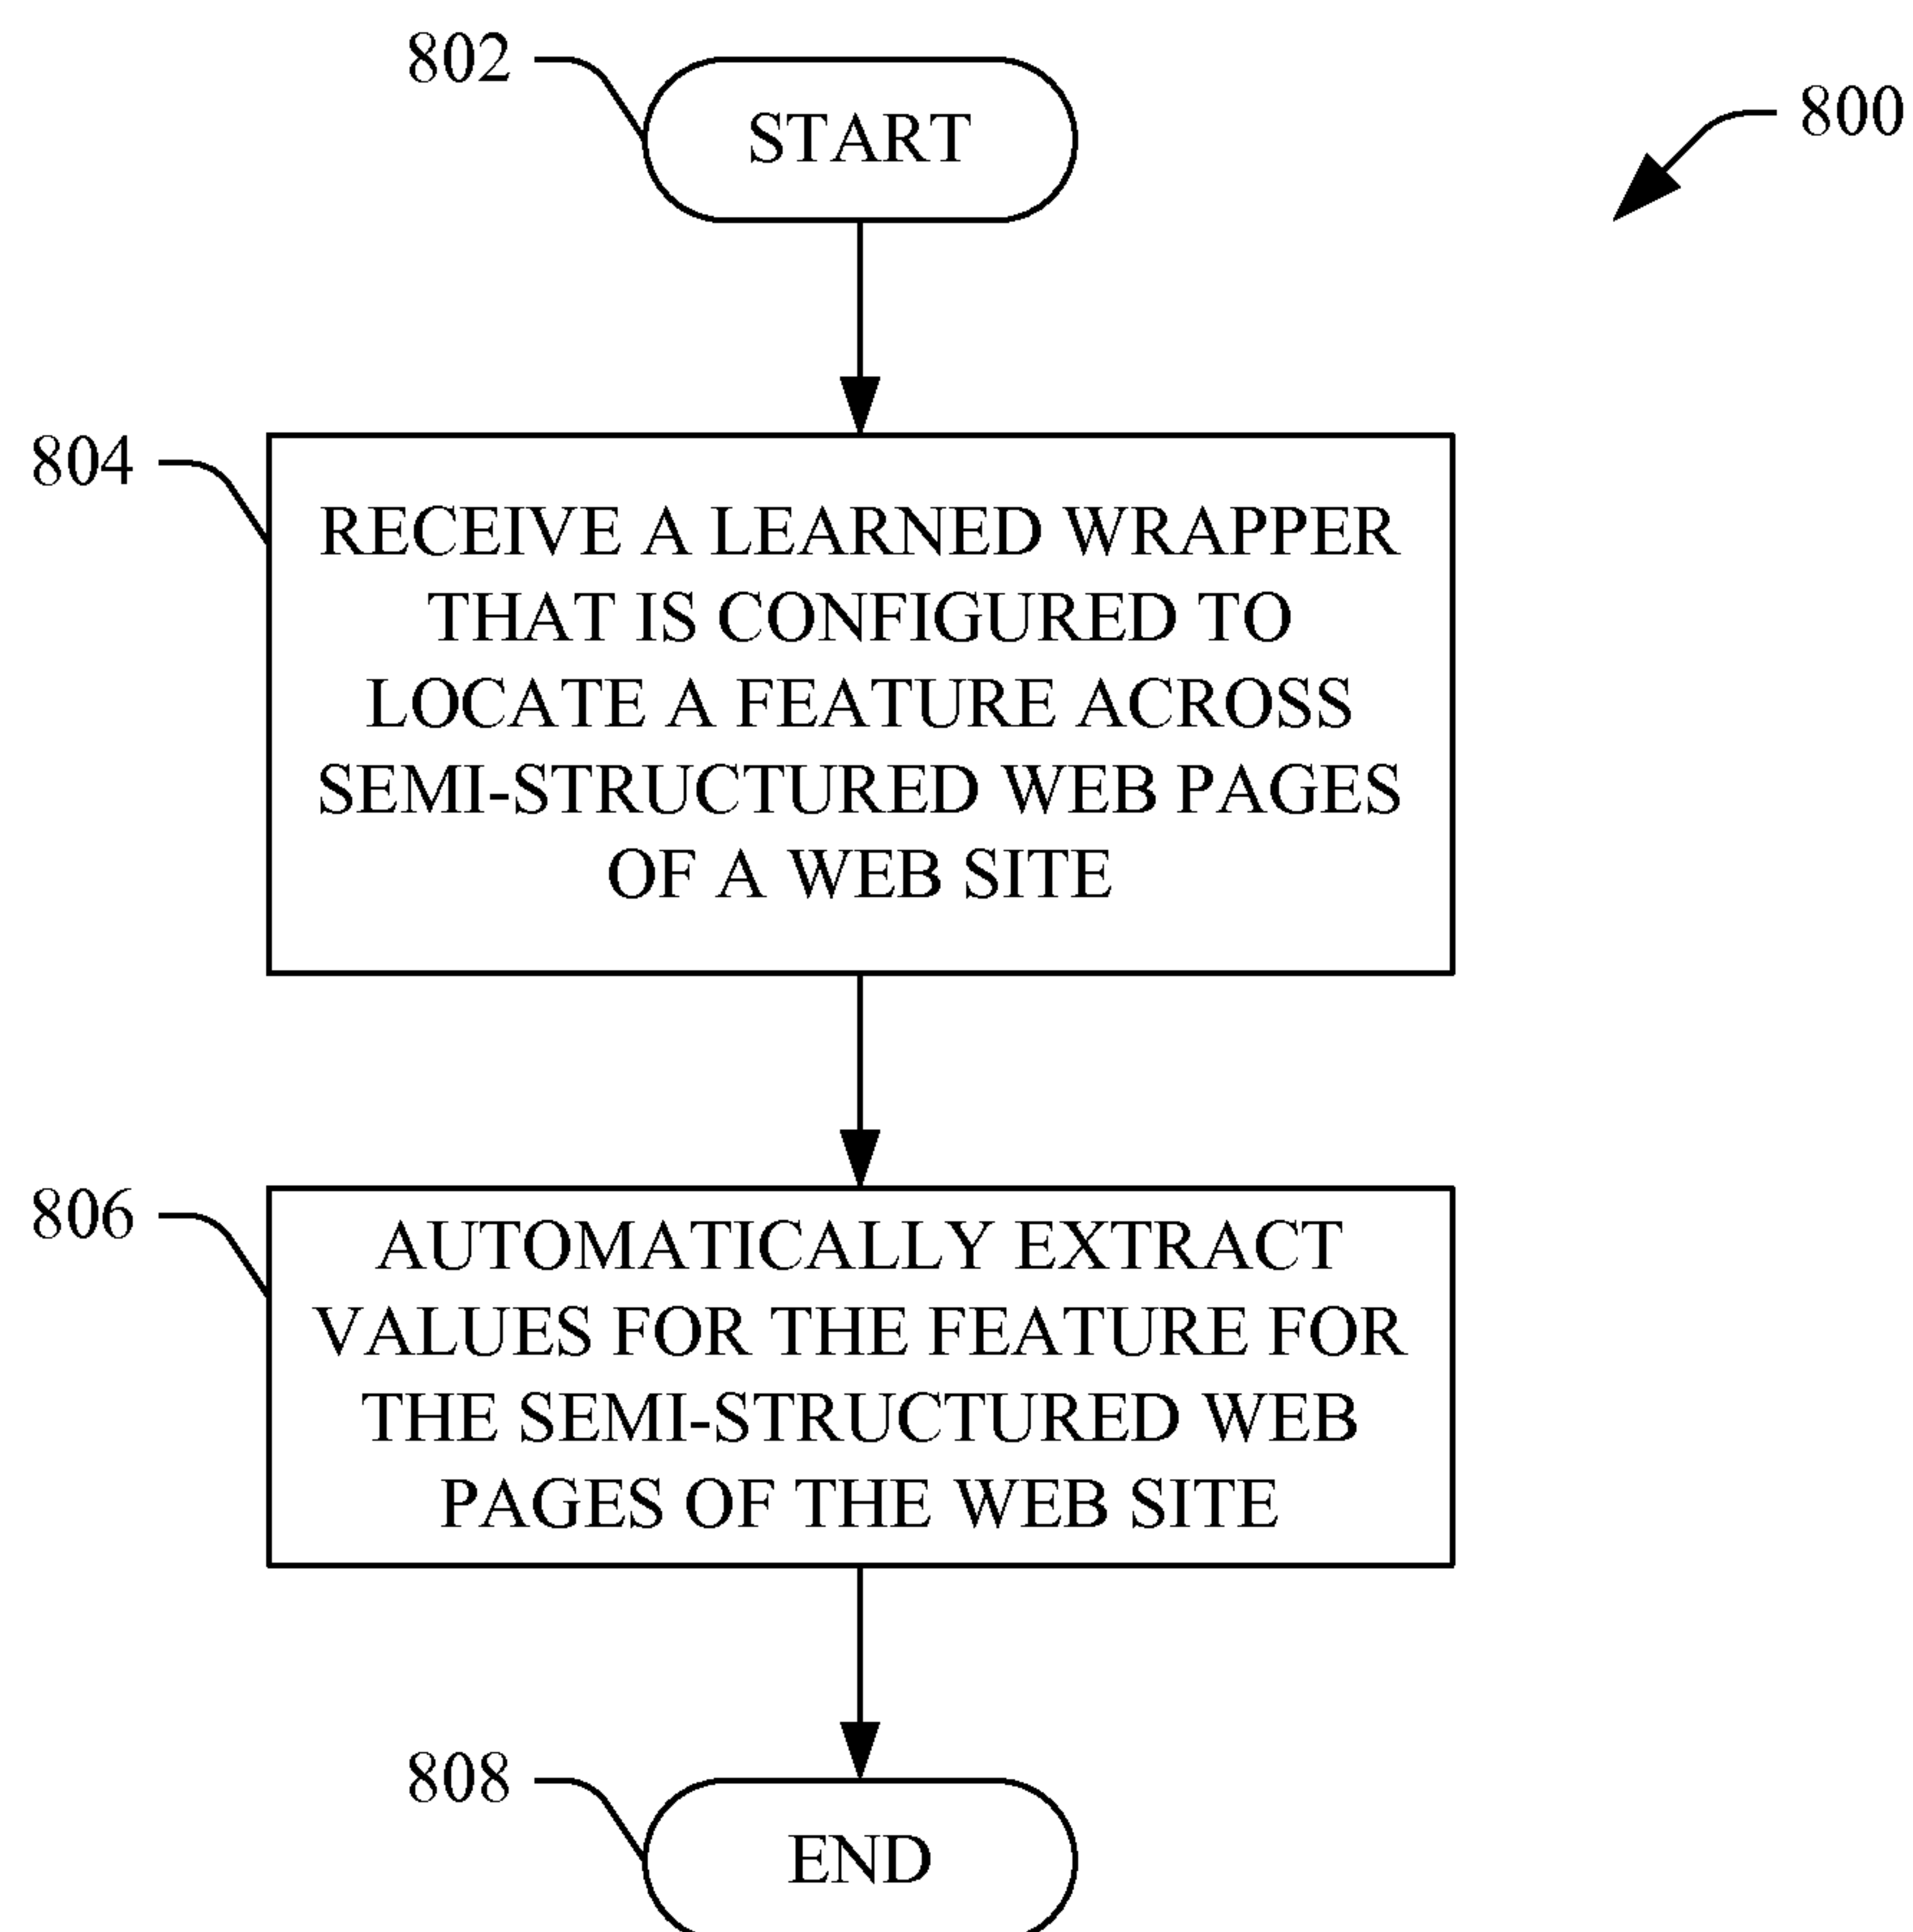 802
START
800
804
RECEIVE A LEARNED WRAPPER
THAT IS CONFIGURED TO
LOCATE A FEATURE ACROSS
SEMI-STRUCTURED WEB PAGES
OF A WEB SITE
806
AUTOMATICALLY EXTRACT
VALUES FOR THE FEATURE FOR
THE SEMI-STRUCTURED WEB
PAGES OF THE WEB SITE
808
END